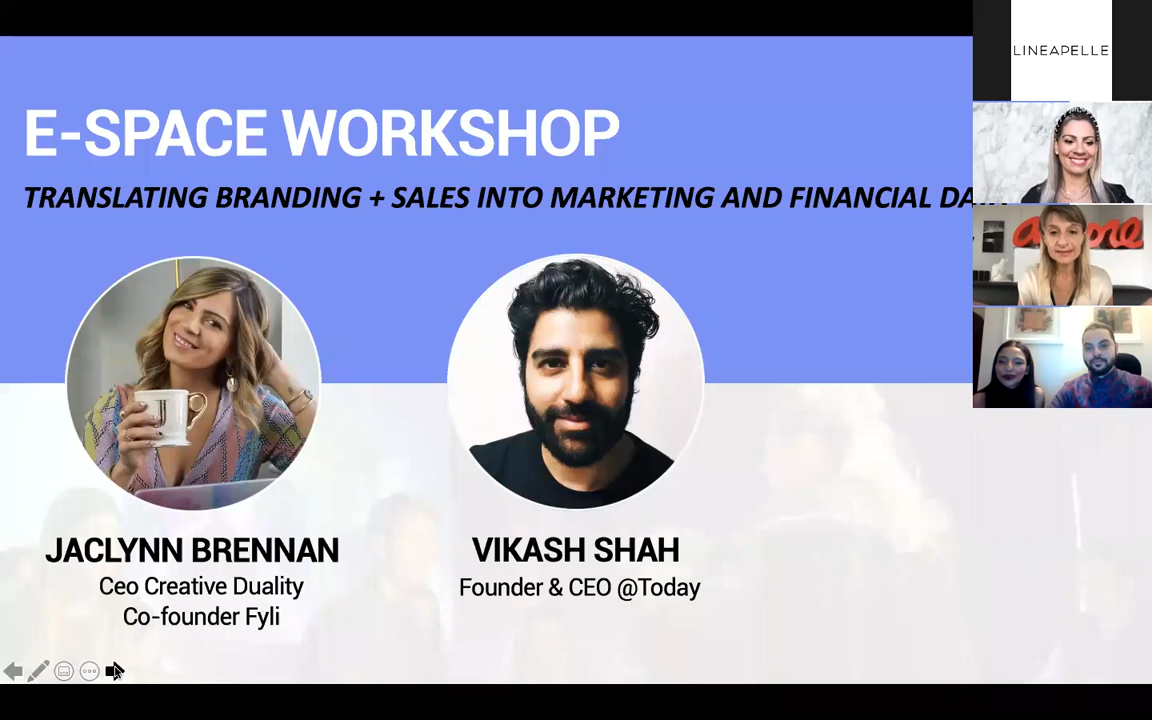 E-SPACE WORKSHOP
TRANSLATING BRANDING + SALES INTO MARKETING AND FINANCIAL
JACLYNN BRENNAN
Ceo Creative Duality
Co-founder Fyli
VIKASH SHAH
Founder & CEO @Today
LINEAPELLE